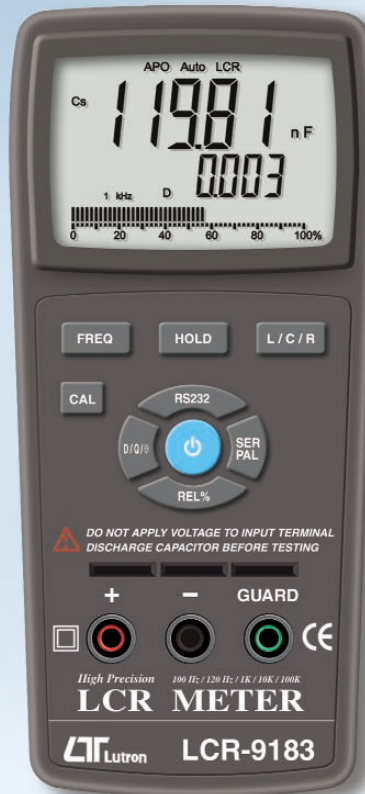 APO Auto LCR
Cs 119.81 nF
1 kHz D 0.003
0 20 40 60 80 100%
FREQ HOLD L / C / R
CAL RS232
D/Q/θ SER PAL
REL%
DO NOT APPLY VOLTAGE TO INPUT TERMINAL
DISCHARGE CAPACITOR BEFORE TESTING
+ − GUARD
CE
High Precision 100 Hz / 120 Hz / 1K / 10K / 100K
LCR METER
LT Lutron LCR-9183